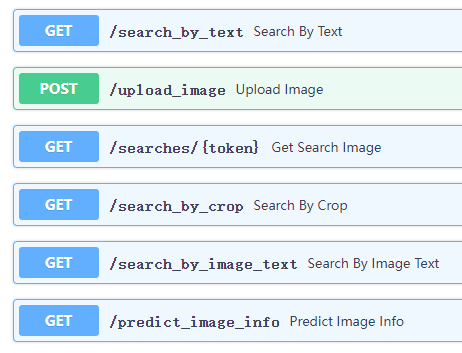 GET /search_by_text Search By Text
POST /upload_image Upload Image
GET /searches/{token} Get Search Image
GET /search_by_crop Search By Crop
GET /search_by_image_text Search By Image Text
GET /predict_image_info Predict Image Info